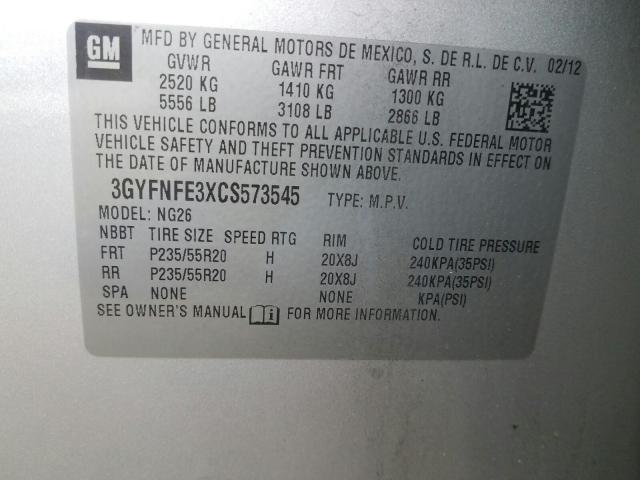 GM
MFD BY GENERAL MOTORS DE MEXICO, S. DE R.L. DE C.V. 02/12
GVWR GAWR FRT GAWR RR
2520 KG 1410 KG 1300 KG
5556 LB 3108 LB 2866 LB
THIS VEHICLE CONFORMS TO ALL APPLICABLE U.S. FEDERAL MOTOR
VEHICLE SAFETY AND THEFT PREVENTION STANDARDS IN EFFECT ON
THE DATE OF MANUFACTURE SHOWN ABOVE.
3GYFNFE3XCS573545 TYPE: M.P.V.
MODEL: NG26
NBBT TIRE SIZE SPEED RTG RIM COLD TIRE PRESSURE
FRT P235/55R20 H 20X8J 240KPA(35PSI)
RR P235/55R20 H 20X8J 240KPA(35PSI)
SPA NONE NONE KPA(PSI)
SEE OWNER'S MANUAL FOR MORE INFORMATION.